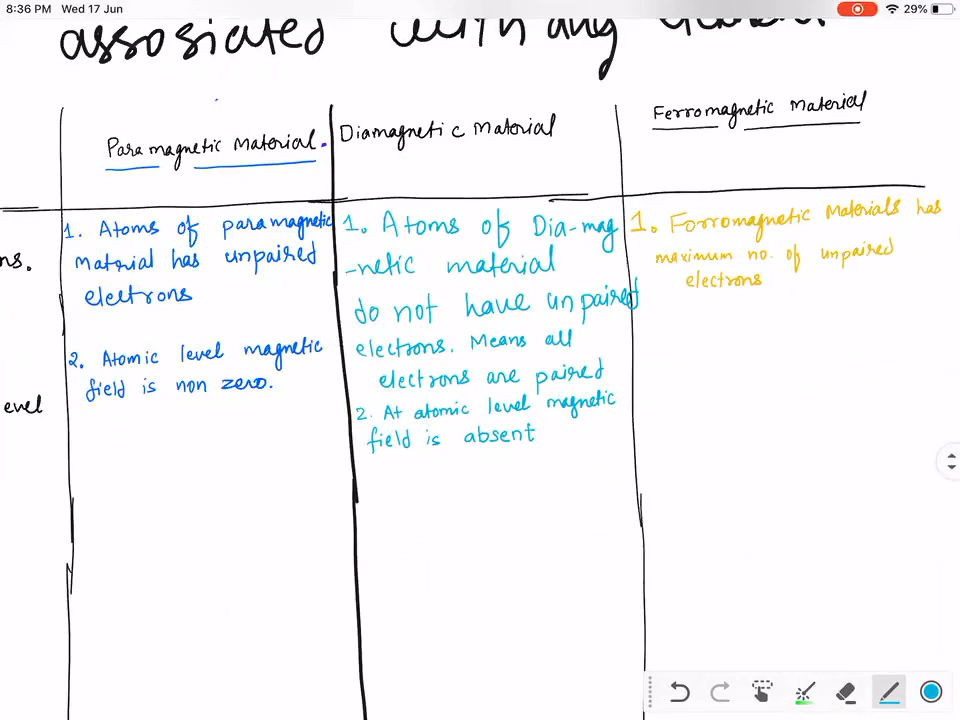 8:36 PM Wed 17 Jun
29%
assosiated with any
Paramagnetic Material.
Diamagnetic Material
Ferromagnetic Material
ns.
1. Atoms of paramagnetic
material has unpaired
electrons
2. Atomic level magnetic
field is non zero.
1. Atoms of Dia-mag
-netic material
do not have unpaired
electrons. Means all
electrons are paired
2. At atomic level magnetic
field is absent
1. Forromagnetic Materials has
maximum no. of unpaired
electrons
evel